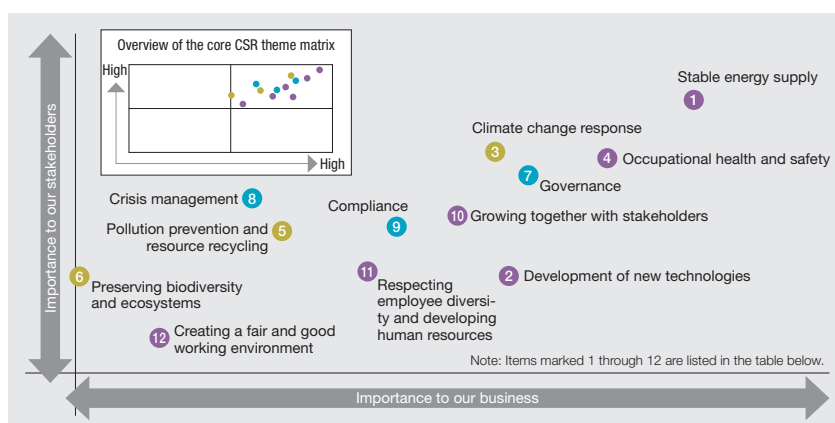 Overview of the core CSR theme matrix
High
High
Importance to our stakeholders
Stable energy supply
1
Climate change response
3
4 Occupational health and safety
7
Governance
Crisis management 8
Compliance
9
10 Growing together with stakeholders
Pollution prevention and
resource recycling
5
6
Preserving biodiversity
and ecosystems
11
Respecting
employee diversi-
ty and developing
human resources
2 Development of new technologies
12 Creating a fair and good
working environment
Note: Items marked 1 through 12 are listed in the table below.
Importance to our business